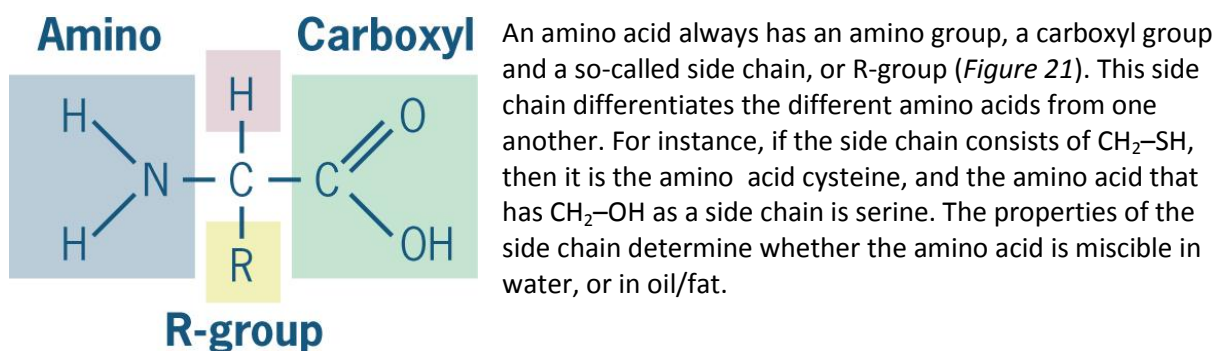 Amino
Carboxyl
H
H
O
N
C
C
H
R
OH
R-group
An amino acid always has an amino group, a carboxyl group
and a so-called side chain, or R-group (Figure 21). This side
chain differentiates the different amino acids from one
another. For instance, if the side chain consists of CH₂–SH,
then it is the amino acid cysteine, and the amino acid that
has CH₂–OH as a side chain is serine. The properties of the
side chain determine whether the amino acid is miscible in
water, or in oil/fat.